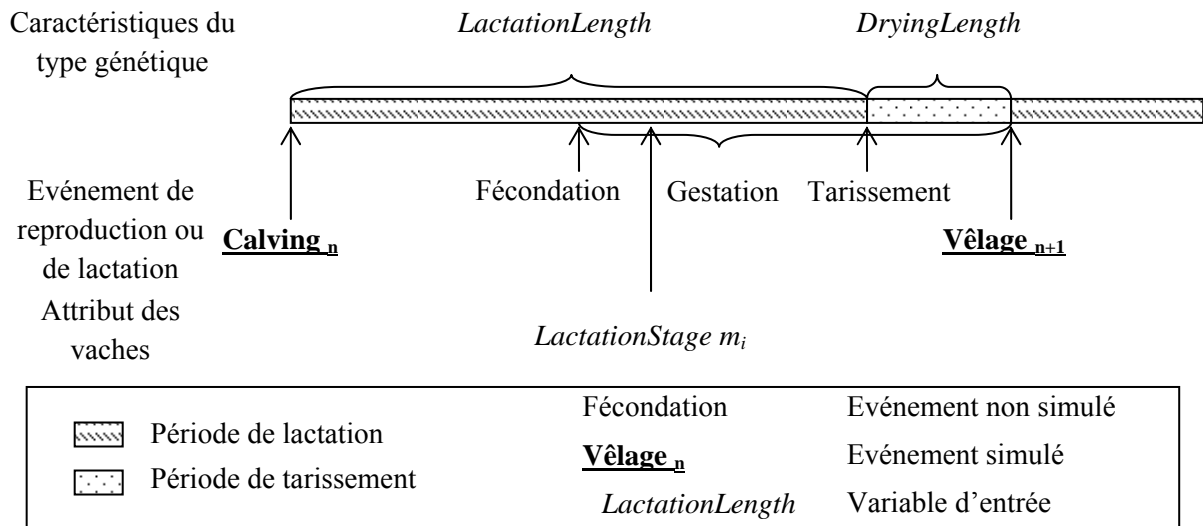 Caractéristiques du
type génétique
LactationLength
DryingLength
Fécondation
Gestation
Tarissement
Evénement de
reproduction ou
de lactation
Calving n
Vêlage n+1
Attribut des
vaches
LactationStage mi
Période de lactation
Période de tarissement
Fécondation Evénement non simulé
Vêlage n Evénement simulé
LactationLength Variable d'entrée